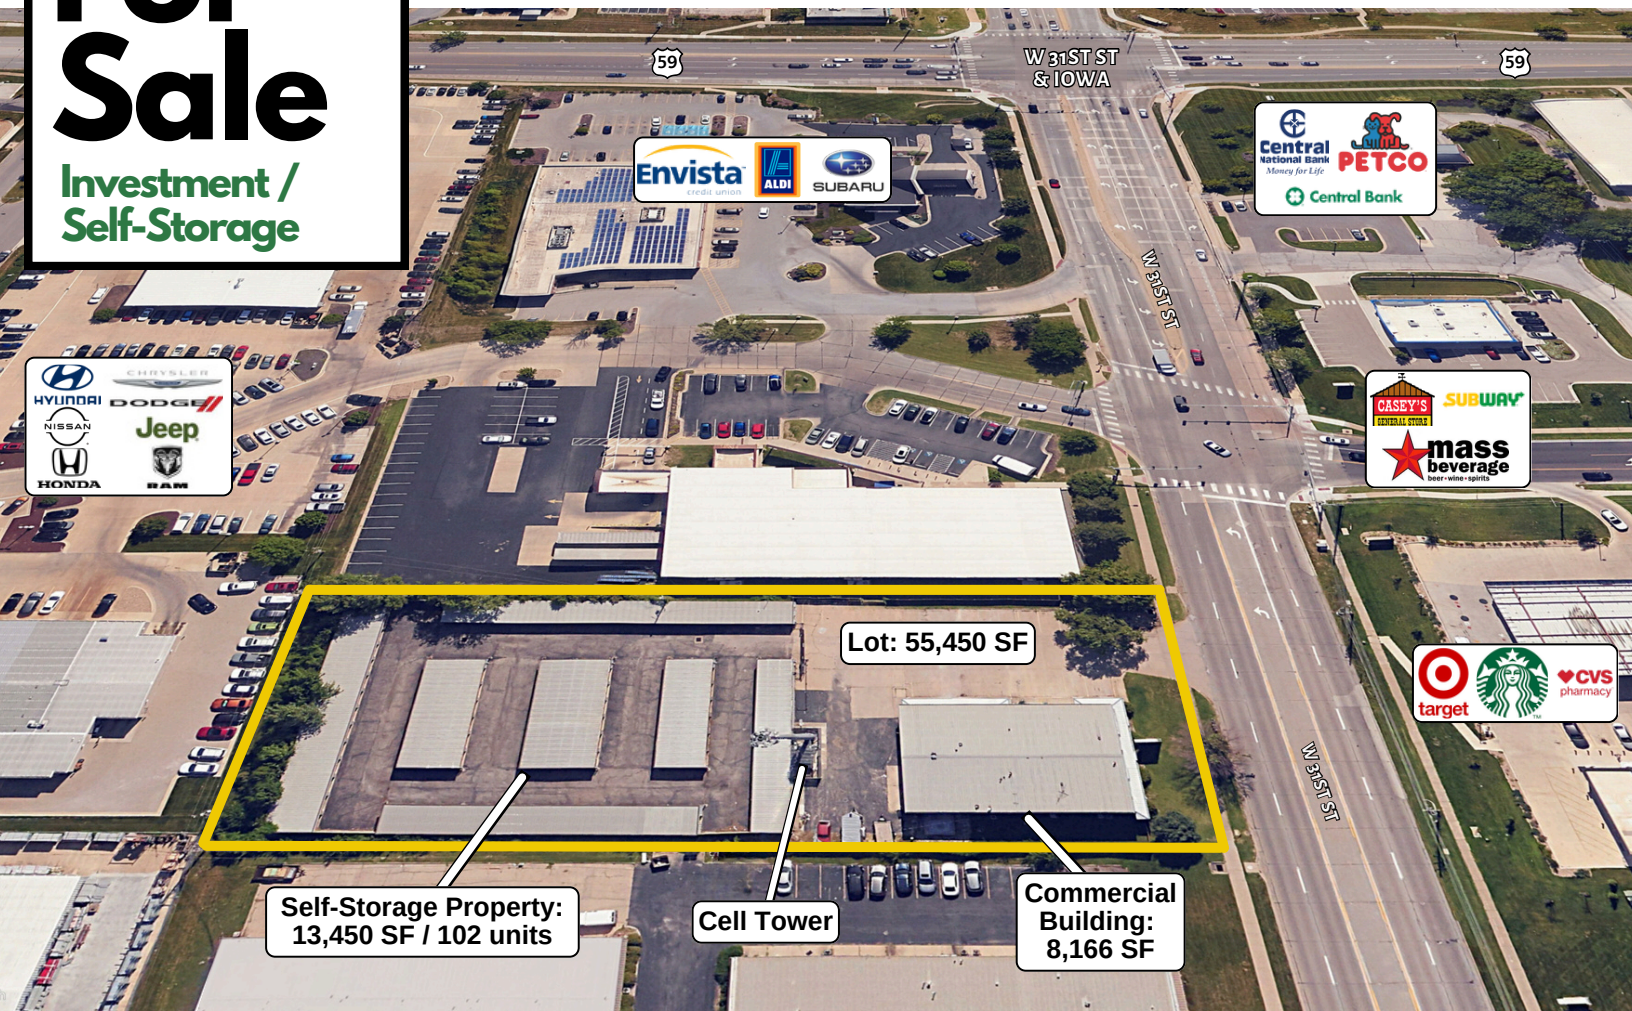 For
Sale
Investment /
Self-Storage
59
W 31ST ST
& IOWA
59
Envista
credit union
ALDI
SUBARU
Central
National Bank
Money for Life
PETCO
Central Bank
W 31ST ST
HYUNDAI
CHRYSLER
DODGE
NISSAN
Jeep
HONDA
RAM
CASEY'S
GENERAL STORE
SUBWAY
mass
beverage
beer•wine•spirits
Lot: 55,450 SF
target
TM
CVS
pharmacy
W 31ST ST
Self-Storage Property:
13,450 SF / 102 units
Cell Tower
Commercial
Building:
8,166 SF